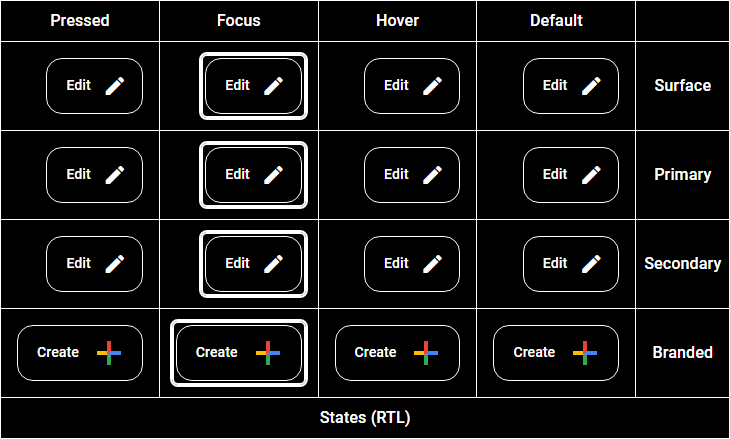 Pressed Focus Hover Default
Edit Edit Edit Edit Surface
Edit Edit Edit Edit Primary
Edit Edit Edit Edit Secondary
Create Create Create Create Branded
States (RTL)